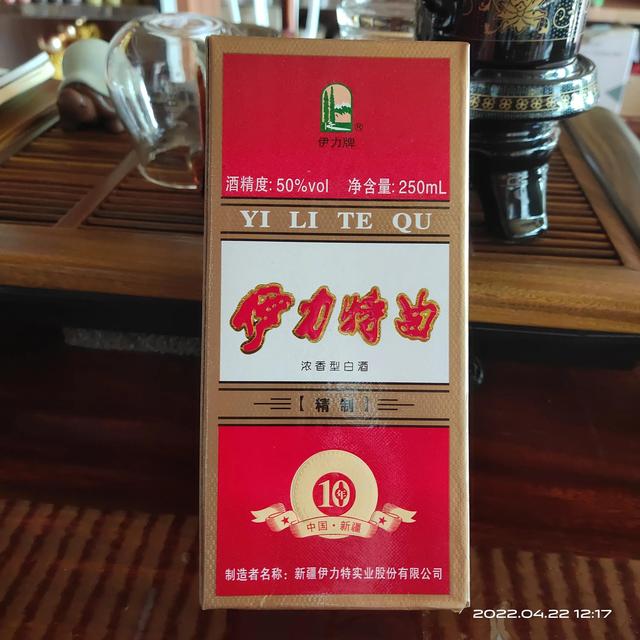 ®
伊力牌
酒精度:50%vol 净含量:250mL
YI LI TE QU
伊力特曲
浓香型白酒
【精制】
10年
中国·新疆
制造者名称：新疆伊力特实业股份有限公司
2022.04.22 12:17